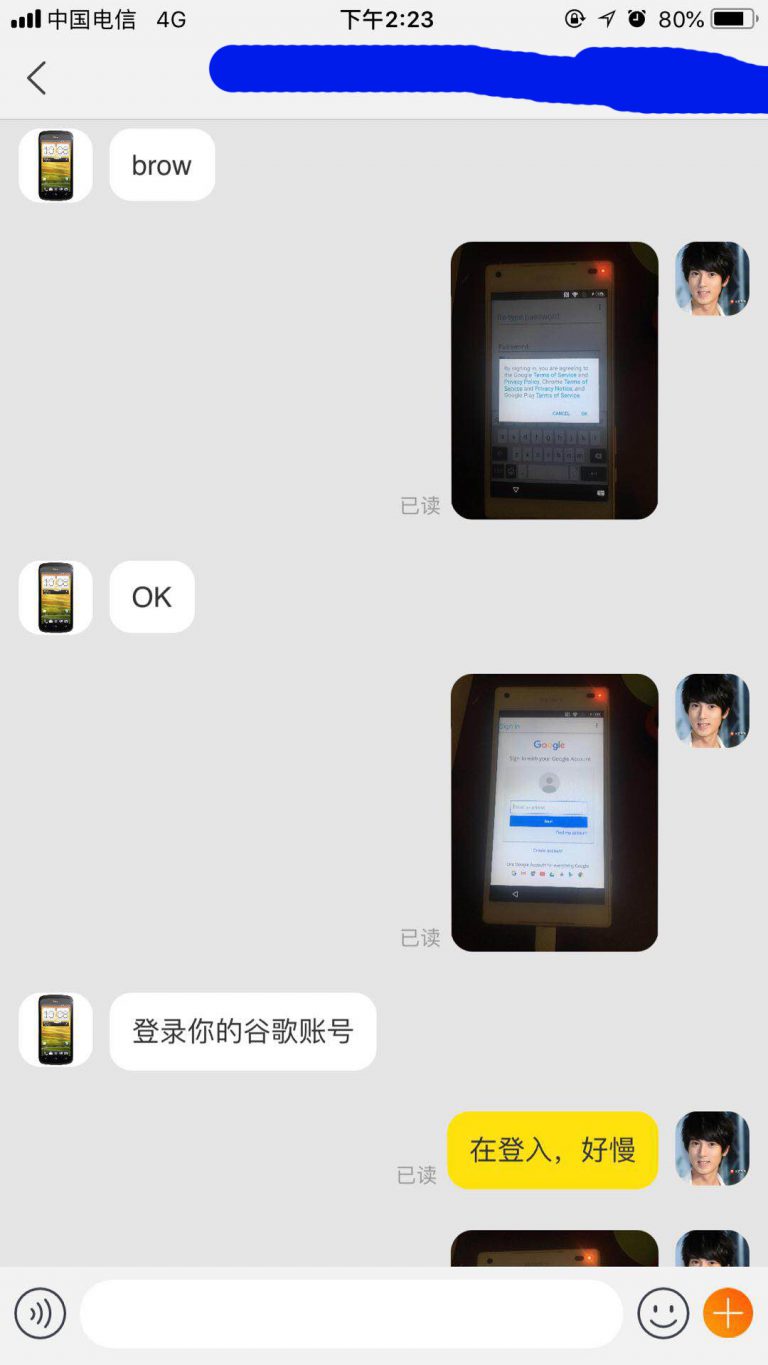 中国电信 4G 下午2:23 80%
brow
Re-type password
Password
By signing in, you are agreeing to
the Google Terms of Service and
Privacy Policy, Chrome Terms of
Service and Privacy Notice, and
Google Play Terms of Service.
CANCEL OK
已读
OK
Sign in
Google
Sign in with your Google Account
Next
Find my account
Create account
One Google Account for everything Google
已读
登录你的谷歌账号
在登入，好慢
已读